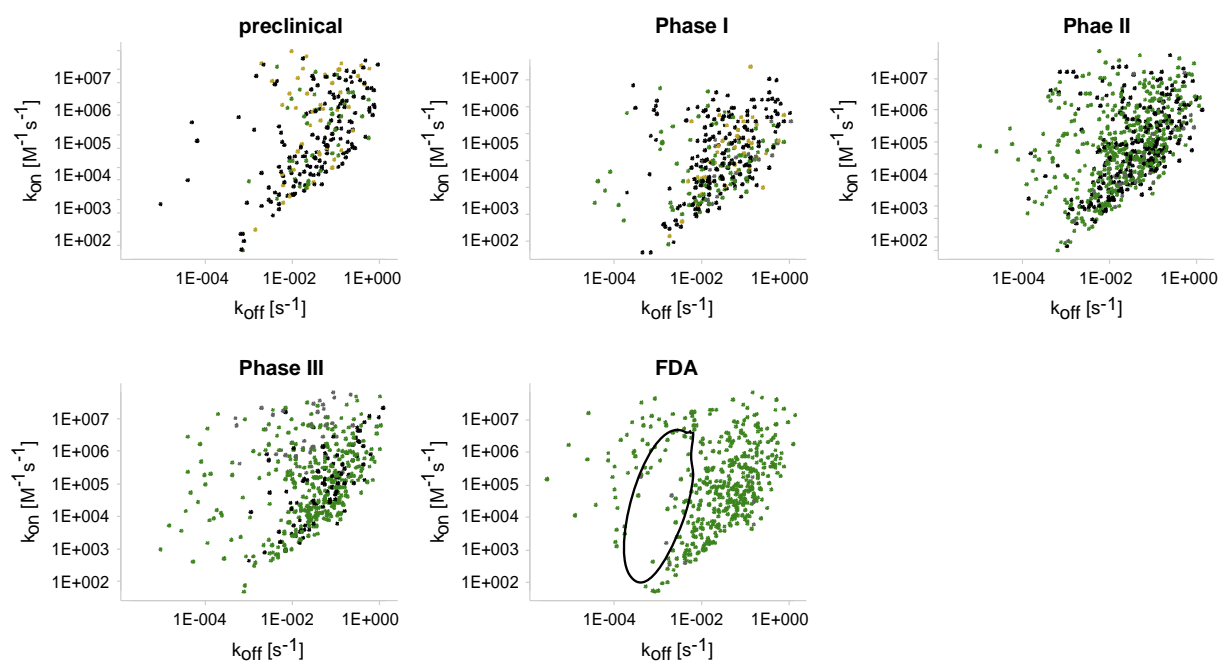 preclinical
1E+007
1E+006
1E+005
1E+004
1E+003
1E+002
kon [M-1s-1]
1E-004 1E-002 1E+000
koff [s-1]
Phase I
1E+007
1E+006
1E+005
1E+004
1E+003
1E+002
kon [M-1s-1]
1E-004 1E-002 1E+000
koff [s-1]
Phae II
1E+007
1E+006
1E+005
1E+004
1E+003
1E+002
kon [M-1s-1]
1E-004 1E-002 1E+000
koff [s-1]
Phase III
1E+007
1E+006
1E+005
1E+004
1E+003
1E+002
kon [M-1s-1]
1E-004 1E-002 1E+000
koff [s-1]
FDA
1E+007
1E+006
1E+005
1E+004
1E+003
1E+002
kon [M-1s-1]
1E-004 1E-002 1E+000
koff [s-1]